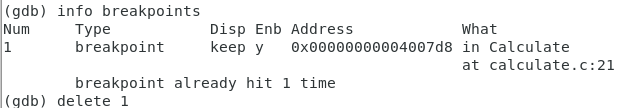 (gdb) info breakpoints
Num     Type           Disp Enb Address            What
1       breakpoint     keep y   0x00000000004007d8 in Calculate
                                                   at calculate.c:21
        breakpoint already hit 1 time
(gdb) delete 1